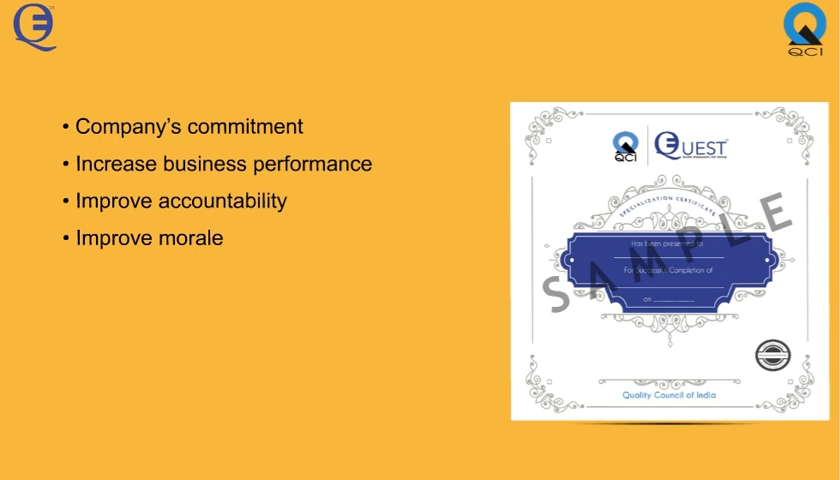 QCI
• Company's commitment
• Increase business performance
• Improve accountability
• Improve morale
QCI
QUEST
SPECIALIZATION CERTIFICATE
SAMPLE
Has been presented to
For Successful Completion of
on
Quality Council of India